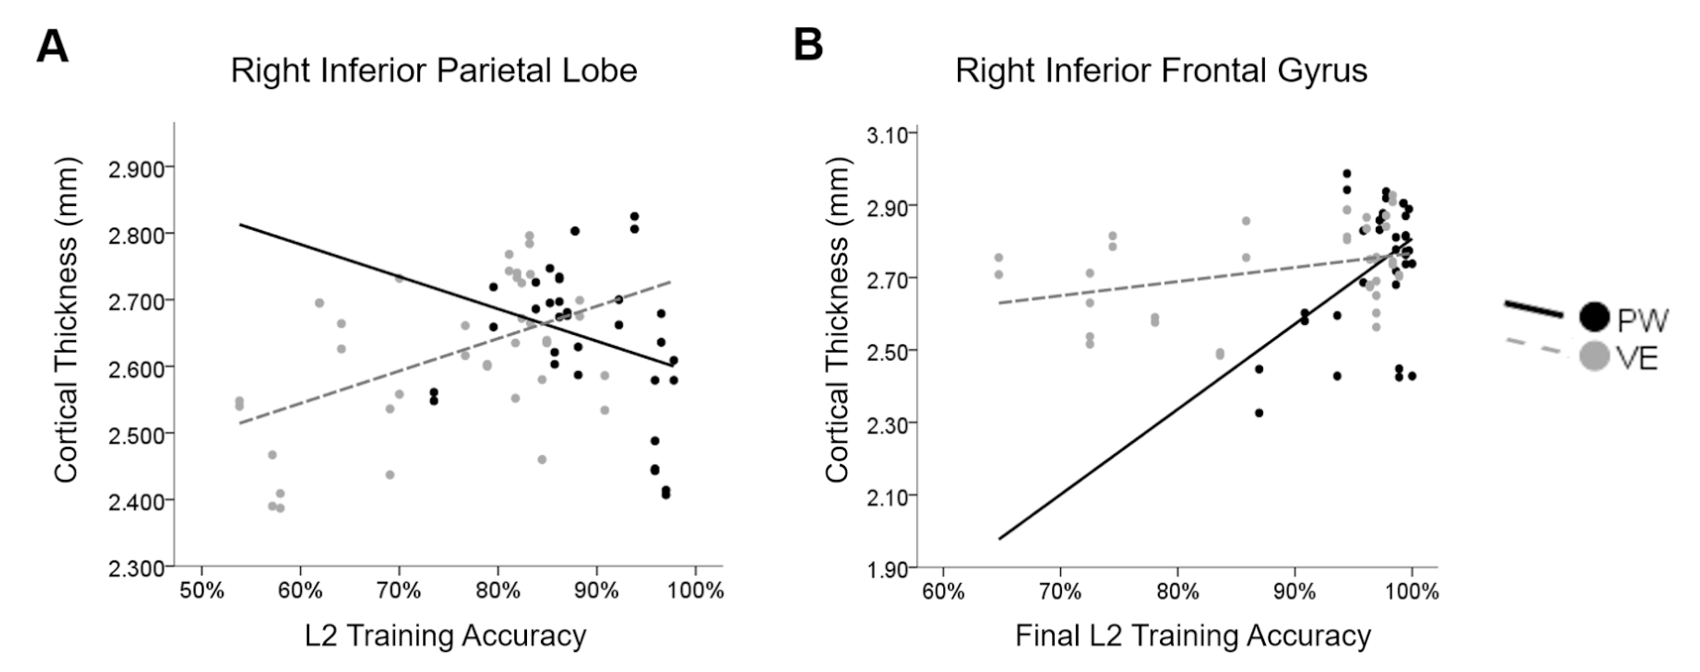 A
Right Inferior Parietal Lobe
Cortical Thickness (mm)
2.900
2.800
2.700
2.600
2.500
2.400
2.300
50% 60% 70% 80% 90% 100%
L2 Training Accuracy
B
Right Inferior Frontal Gyrus
Cortical Thickness (mm)
3.10
2.90
2.70
2.50
2.30
2.10
1.90
60% 70% 80% 90% 100%
Final L2 Training Accuracy
PW
VE